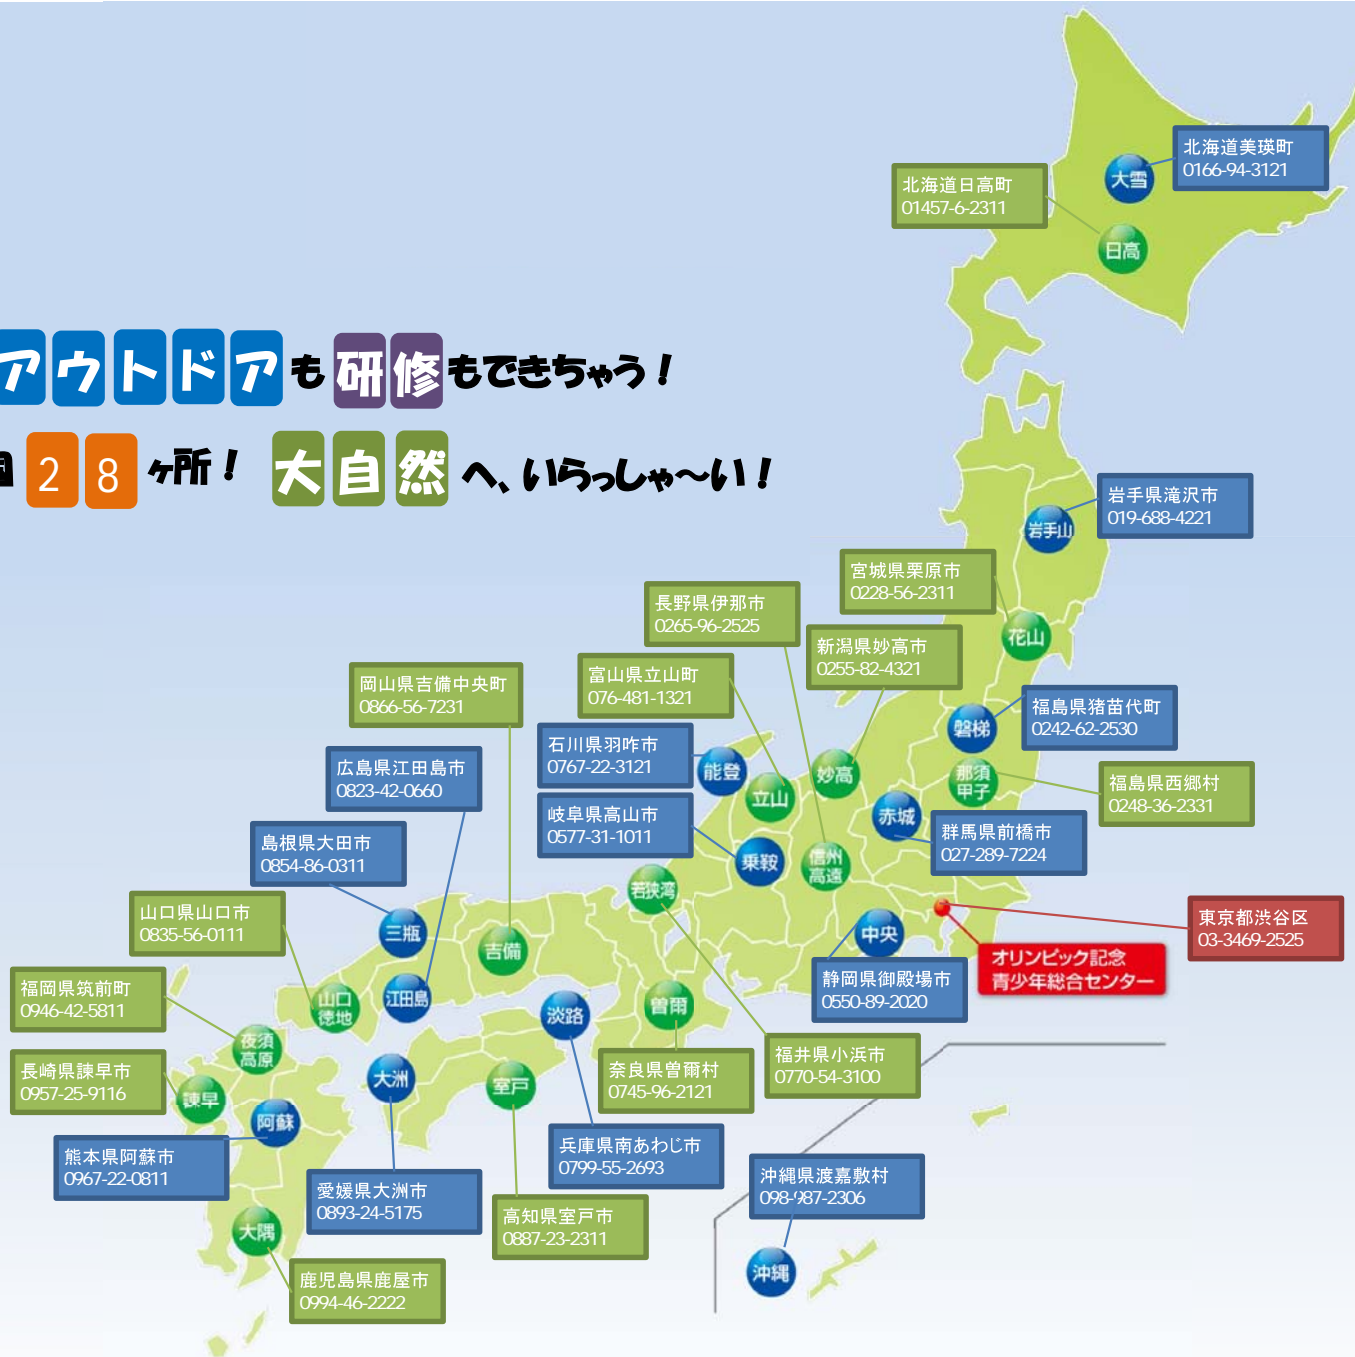 アウトドアも研修もできちゃう！
28ヶ所！ 大自然へ、いらっしゃ～い！
北海道美瑛町
0166-94-3121
大雪
北海道日高町
01457-6-2311
日高
岩手県滝沢市
019-688-4221
岩手山
宮城県栗原市
0228-56-2311
花山
長野県伊那市
0265-96-2525
新潟県妙高市
0255-82-4321
富山県立山町
076-481-1321
岡山県吉備中央町
0866-56-7231
福島県猪苗代町
0242-62-2530
磐梯
石川県羽咋市
0767-22-3121
能登
広島県江田島市
0823-42-0660
妙高
那須
甲子
福島県西郷村
0248-36-2331
立山
岐阜県高山市
0577-31-1011
赤城
群馬県前橋市
027-289-7224
島根県大田市
0854-86-0311
乗鞍
信州
高遠
若狭湾
山口県山口市
0835-56-0111
三瓶
吉備
中央
東京都渋谷区
03-3469-2525
オリンピック記念
青少年総合センター
静岡県御殿場市
0550-89-2020
福岡県筑前町
0946-42-5811
山口
徳地
江田島
淡路
曽爾
夜須
高原
長崎県諫早市
0957-25-9116
諫早
大洲
室戸
奈良県曽爾村
0745-96-2121
福井県小浜市
0770-54-3100
阿蘇
熊本県阿蘇市
0967-22-0811
兵庫県南あわじ市
0799-55-2693
愛媛県大洲市
0893-24-5175
高知県室戸市
0887-23-2311
沖縄県渡嘉敷村
098-987-2306
大隅
沖縄
鹿児島県鹿屋市
0994-46-2222